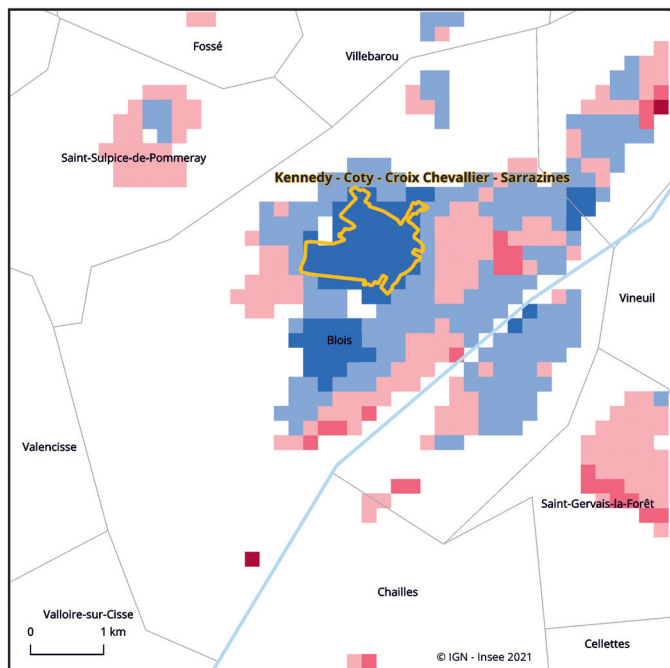 Fossé
Villebarou
Saint-Sulpice-de-Pommeray
Kennedy - Coty - Croix Chevallier - Sarrazines
Vineuil
Blois
Valencisse
Saint-Gervais-la-Forêt
Chailles
Valloire-sur-Cisse
0 1 km
© IGN - Insee 2021
Cellettes